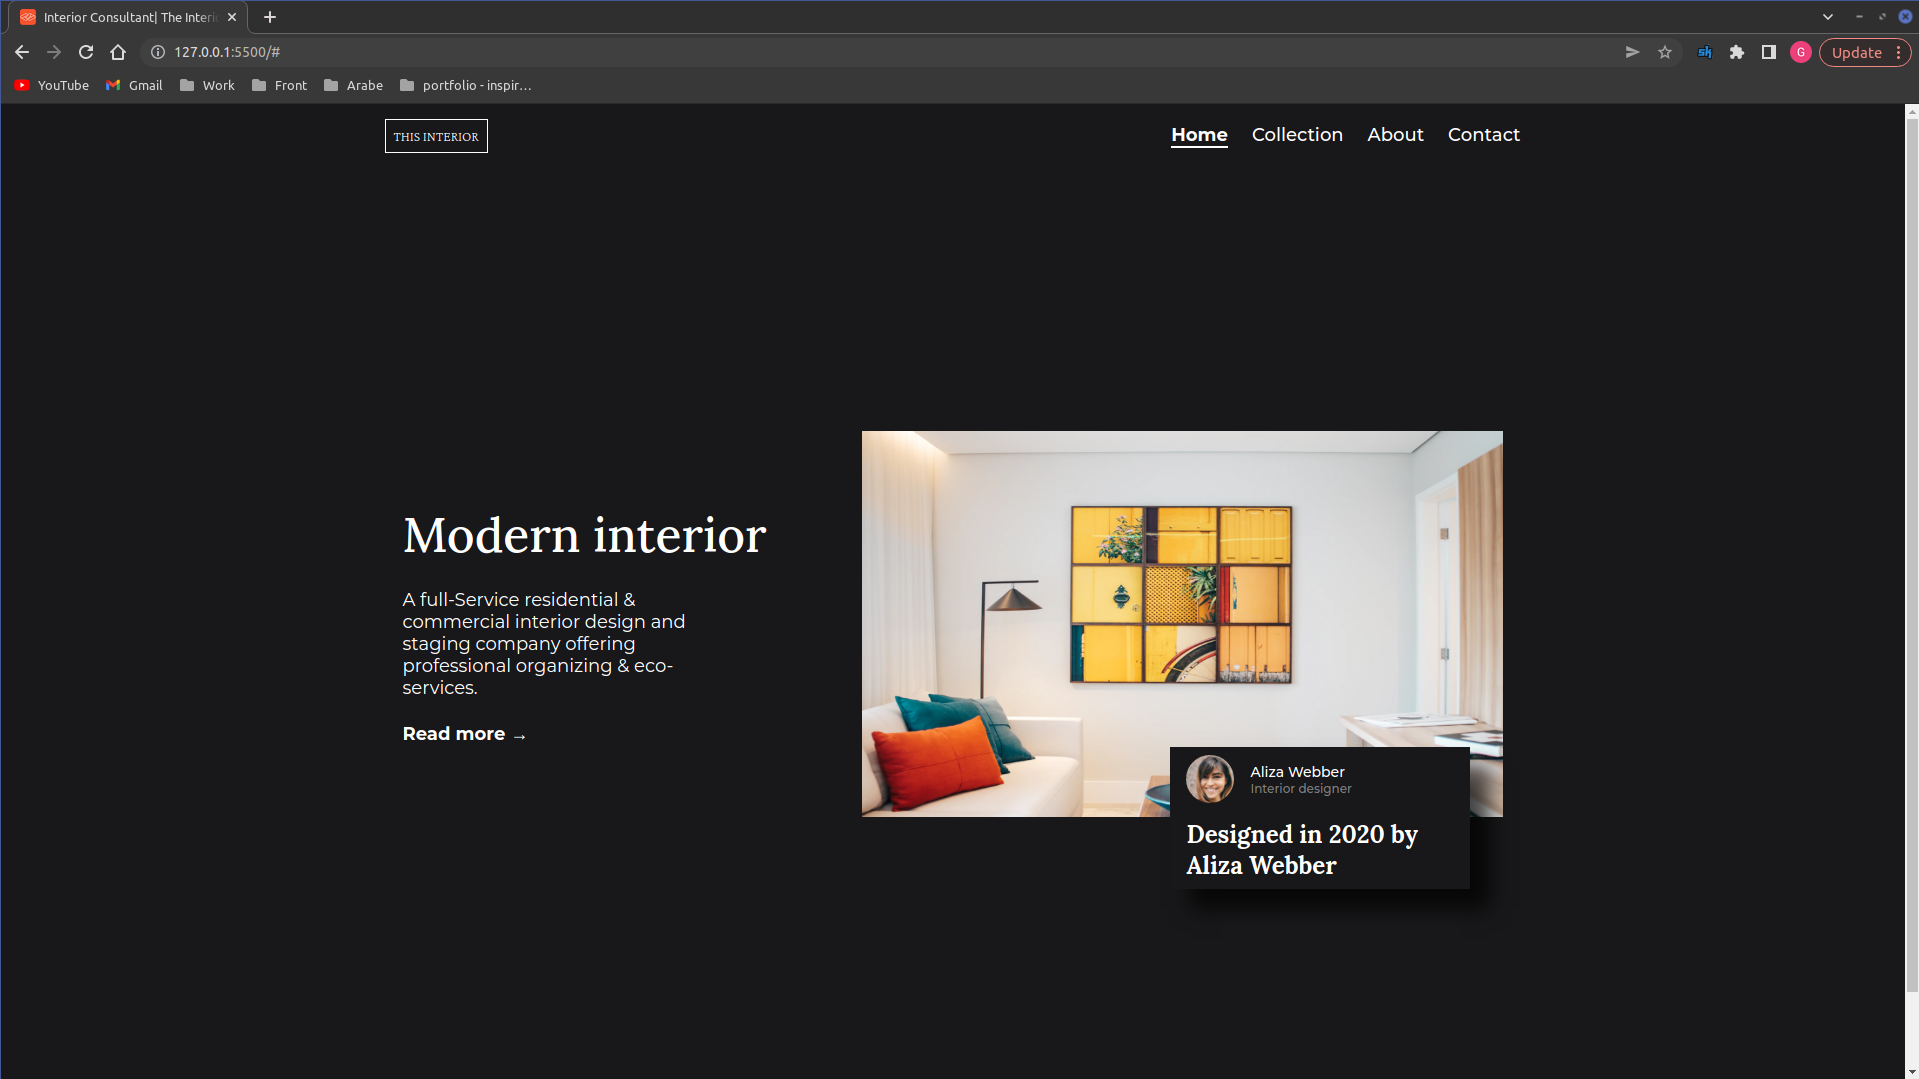 Interior Consultant| The Interi
127.0.0.1:5500/#
Update
YouTube
Gmail
Work
Front
Arabe
portfolio - inspir…
THIS INTERIOR
Home
Collection
About
Contact
Modern interior
A full-Service residential &
commercial interior design and
staging company offering
professional organizing & eco-
services.
Read more →
Aliza Webber
Interior designer
Designed in 2020 by
Aliza Webber
G
sk